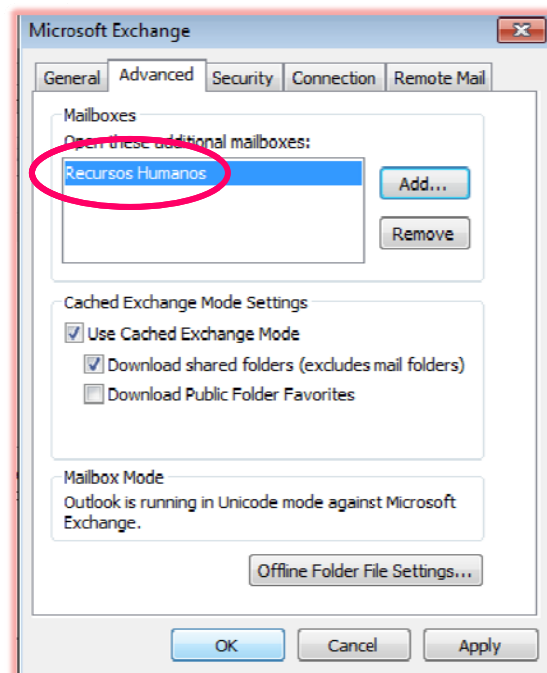 Microsoft Exchange
General Advanced Security Connection Remote Mail
Mailboxes
Open these additional mailboxes:
Recursos Humanos
Add...
Remove
Cached Exchange Mode Settings
Use Cached Exchange Mode
Download shared folders (excludes mail folders)
Download Public Folder Favorites
Mailbox Mode
Outlook is running in Unicode mode against Microsoft
Exchange.
Offline Folder File Settings...
OK Cancel Apply